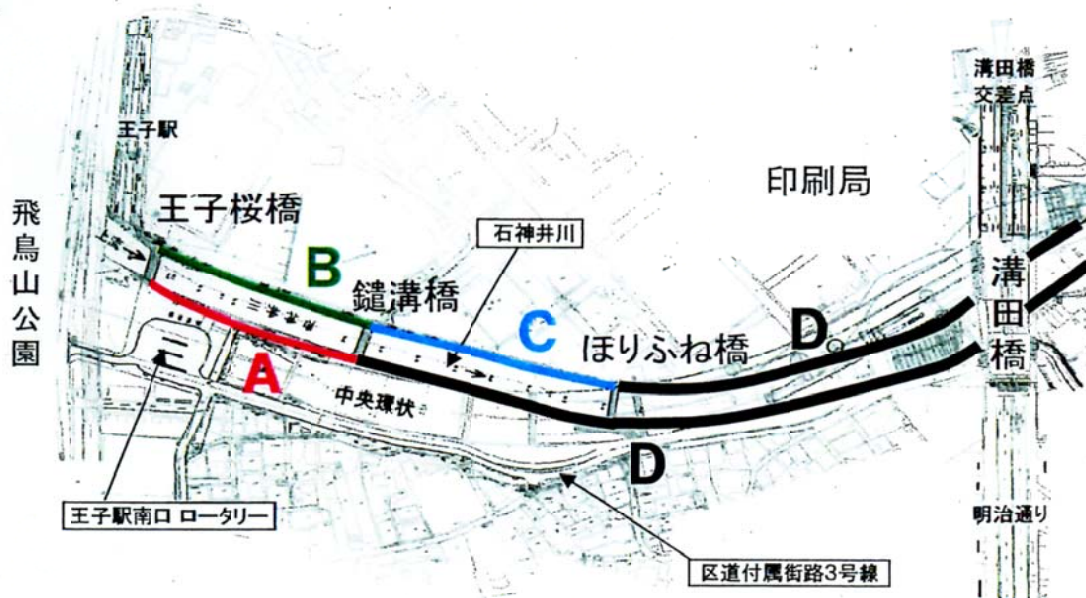 溝田橋
交差点
王子駅
印刷局
飛鳥山公園
王子桜橋
石神井川
B
鑓溝橋
C
ほりふね橋
D
溝田橋
A
中央環状
D
王子駅南口 ロータリー
明治通り
区道付属街路3号線